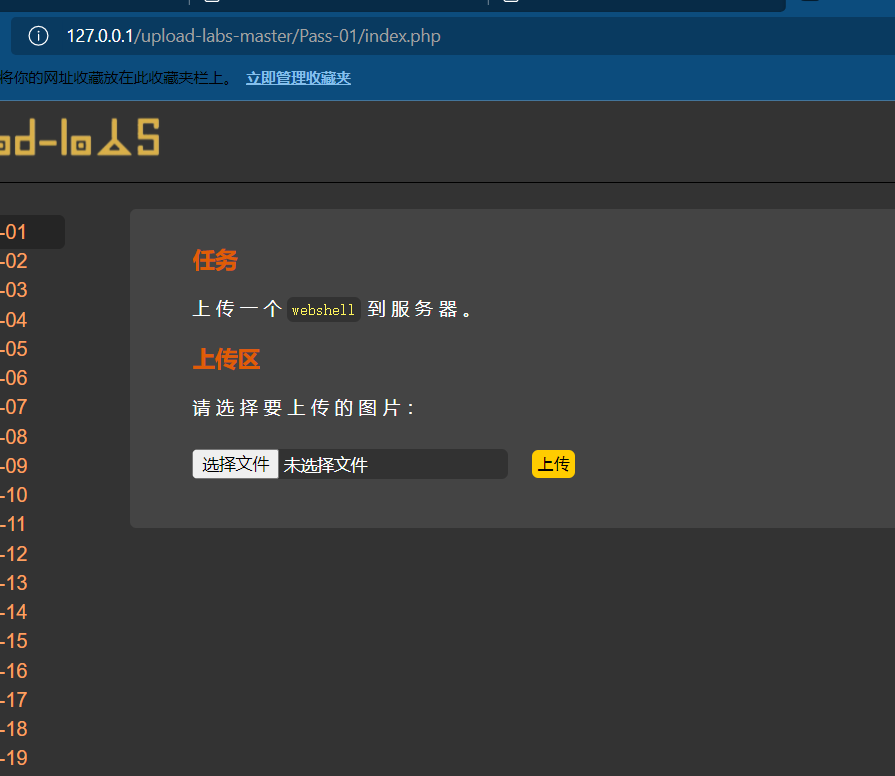 127.0.0.1/upload-labs-master/Pass-01/index.php
将你的网址收藏放在此收藏夹栏上。 立即管理收藏夹
ad-labs
-01
任务
-02
-03
上传一个 webshell 到服务器。
-04
-05
上传区
-06
-07
请选择要上传的图片：
-08
-09
选择文件 未选择文件 上传
-10
-11
-12
-13
-14
-15
-16
-17
-18
-19